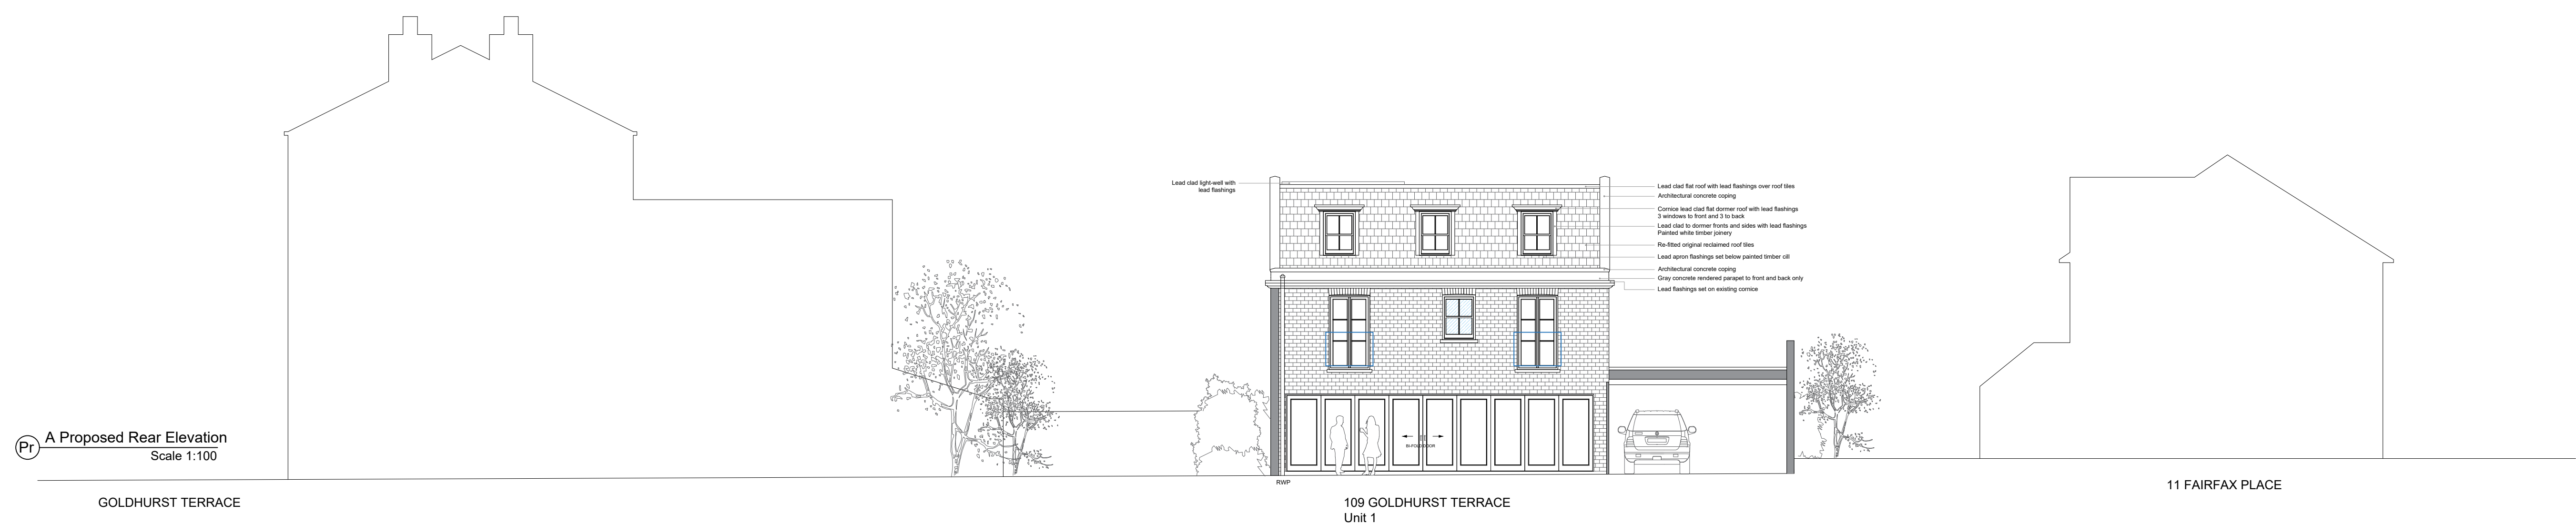 Lead clad light-well with
lead flashings
Lead clad flat roof with lead flashings over roof tiles
Architectural concrete coping
Cornice lead clad flat dormer roof with lead flashings
3 windows to front and 3 to back
Lead clad to dormer fronts and sides with lead flashings
Painted white timber joinery
Re-fitted original reclaimed roof tiles
Lead apron flashings set below painted timber cill
Architectural concrete coping
Gray concrete rendered parapet to front and back only
Lead flashings set on existing cornice
BI-FOLD DOOR
Pr
A Proposed Rear Elevation
Scale 1:100
RWP
GOLDHURST TERRACE
109 GOLDHURST TERRACE
Unit 1
11 FAIRFAX PLACE